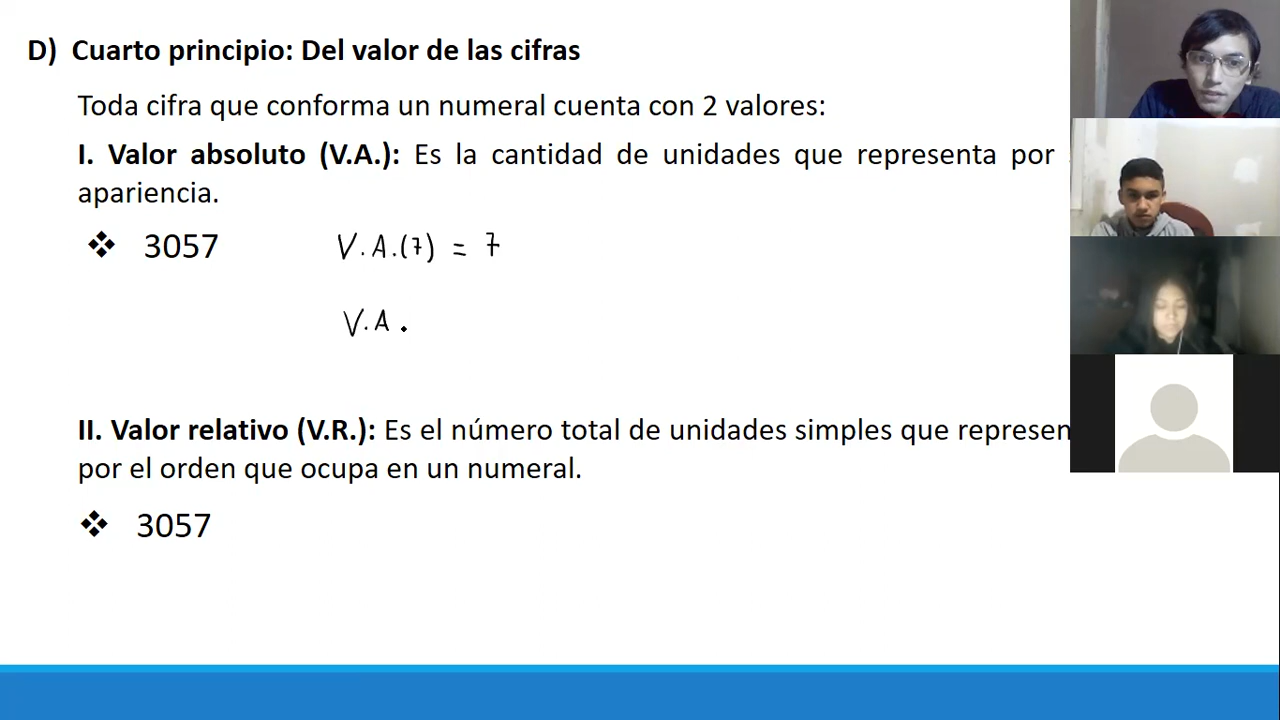 D) Cuarto principio: Del valor de las cifras
Toda cifra que conforma un numeral cuenta con 2 valores:
I. Valor absoluto (V.A.): Es la cantidad de unidades que representa por
apariencia.
❖ 3057 V.A.(7) = 7
V.A.
II. Valor relativo (V.R.): Es el número total de unidades simples que represen
por el orden que ocupa en un numeral.
❖ 3057